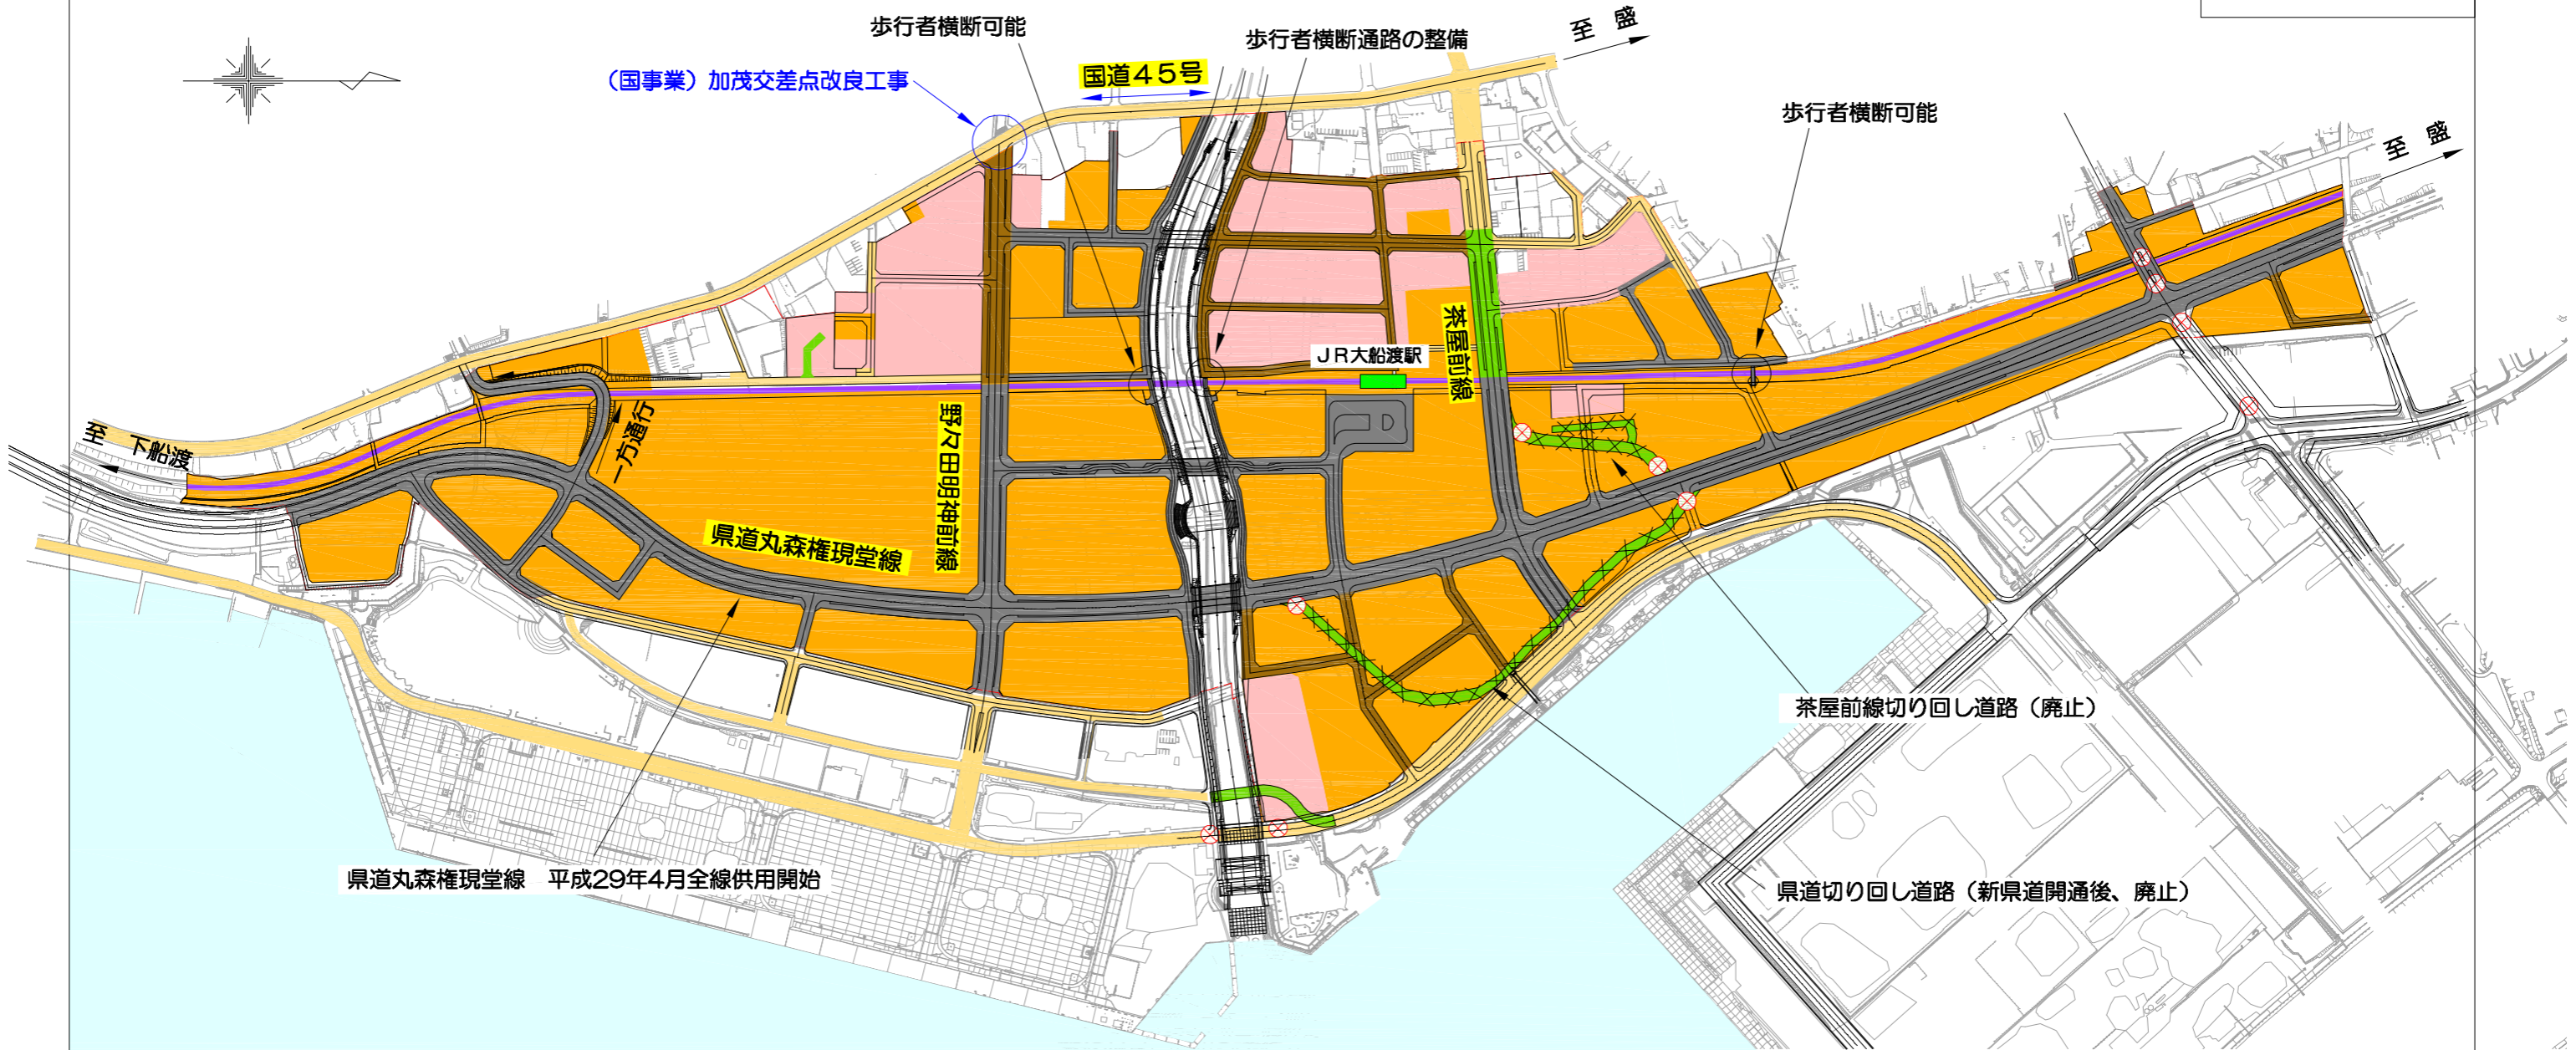 歩行者横断可能
歩行者横断通路の整備
至 盛
(国事業)加茂交差点改良工事
国道45号
歩行者横断可能
至 盛
JR大船渡駅
茶屋前線
野々田明神前線
一方通行
至 下船渡
県道丸森権現堂線
茶屋前線切り回し道路(廃止)
県道丸森権現堂線 平成29年4月全線供用開始
県道切り回し道路(新県道開通後、廃止)